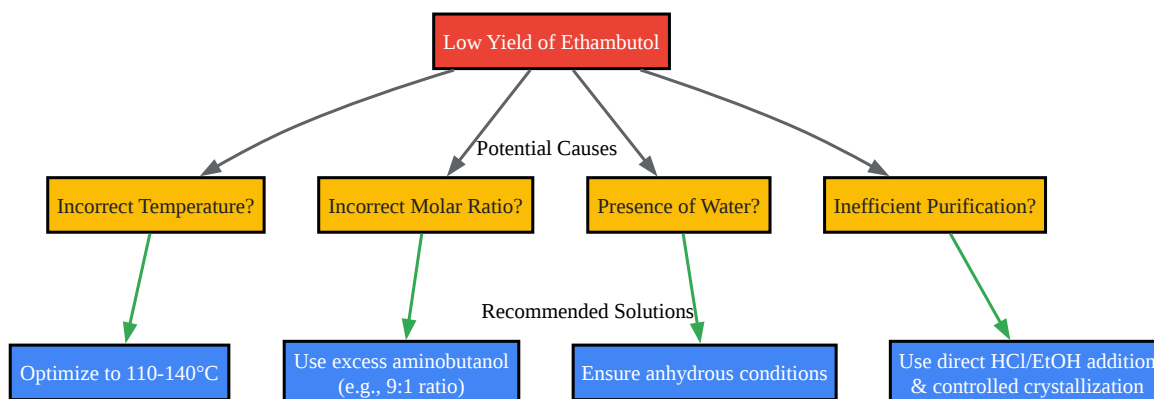 Low Yield of Ethambutol
Potential Causes
Incorrect Temperature?
Incorrect Molar Ratio?
Presence of Water?
Inefficient Purification?
Recommended Solutions
Optimize to 110-140°C
Use excess aminobutanol
(e.g., 9:1 ratio)
Ensure anhydrous conditions
Use direct HCl/EtOH addition
& controlled crystallization